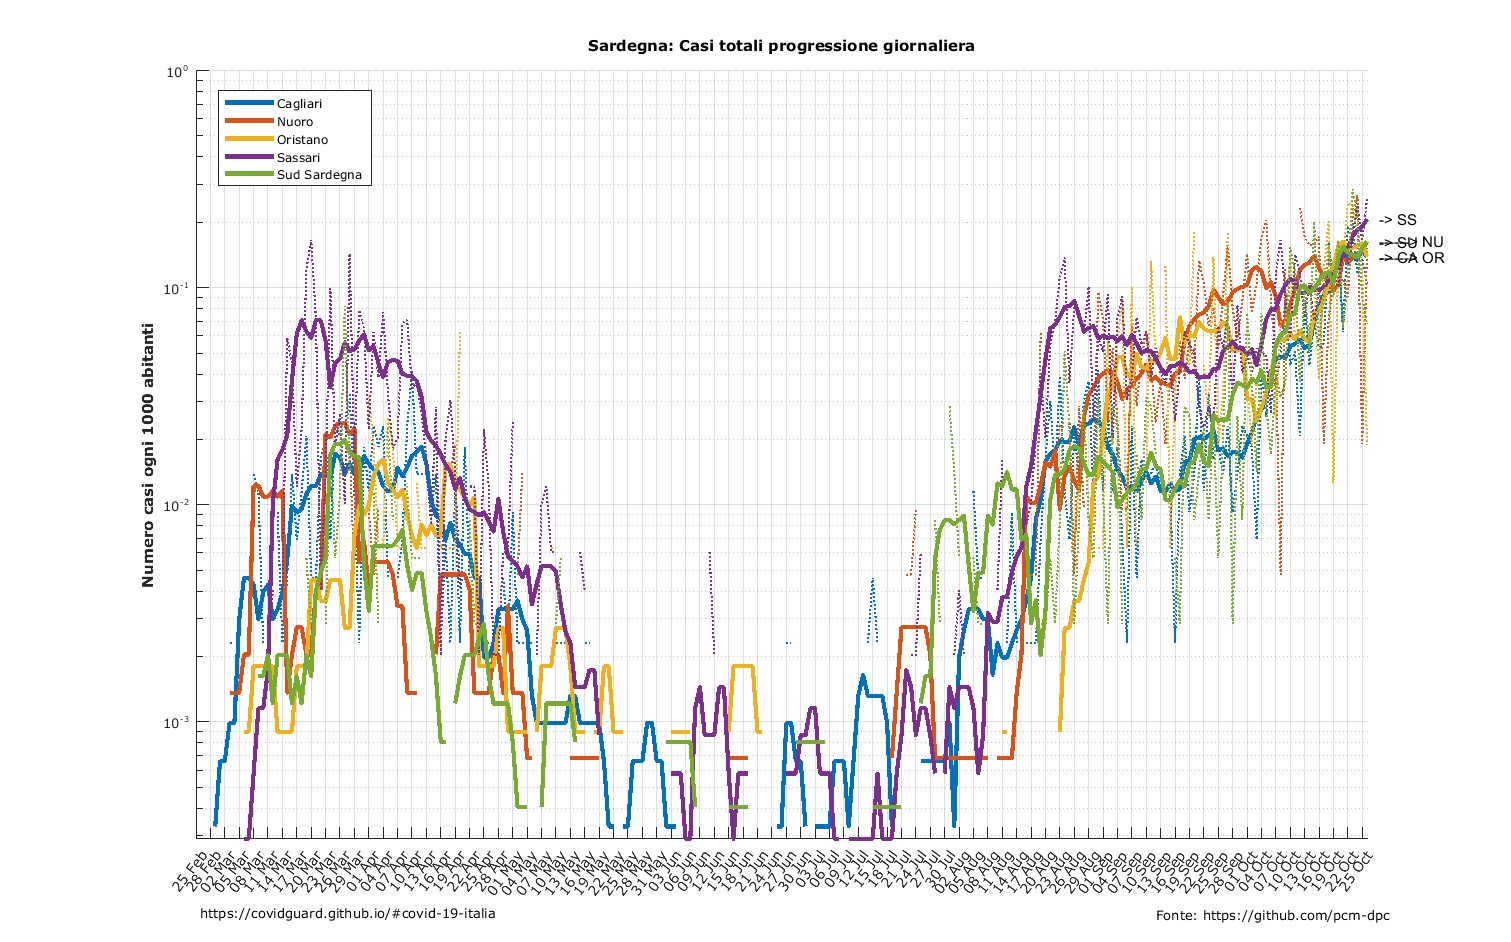 Sardegna: Casi totali progressione giornaliera
10^0
10^-1
10^-2
10^-3
Numero casi ogni 1000 abitanti
Cagliari
Nuoro
Oristano
Sassari
Sud Sardegna
-> SS
-> SU NU
-> CA OR
25 Feb
28 Feb
02 Mar
05 Mar
08 Mar
11 Mar
14 Mar
17 Mar
20 Mar
23 Mar
26 Mar
29 Mar
01 Apr
04 Apr
07 Apr
10 Apr
13 Apr
16 Apr
19 Apr
22 Apr
25 Apr
28 Apr
01 May
04 May
07 May
10 May
13 May
16 May
19 May
22 May
25 May
28 May
31 May
03 Jun
06 Jun
09 Jun
12 Jun
15 Jun
18 Jun
21 Jun
24 Jun
27 Jun
30 Jun
03 Jul
06 Jul
09 Jul
12 Jul
15 Jul
18 Jul
21 Jul
24 Jul
27 Jul
30 Jul
02 Aug
05 Aug
08 Aug
11 Aug
14 Aug
17 Aug
20 Aug
23 Aug
26 Aug
29 Aug
01 Sep
04 Sep
07 Sep
10 Sep
13 Sep
16 Sep
19 Sep
22 Sep
25 Sep
28 Sep
01 Oct
04 Oct
07 Oct
10 Oct
13 Oct
16 Oct
19 Oct
22 Oct
25 Oct
https://covidguard.github.io/#covid-19-italia
Fonte: https://github.com/pcm-dpc